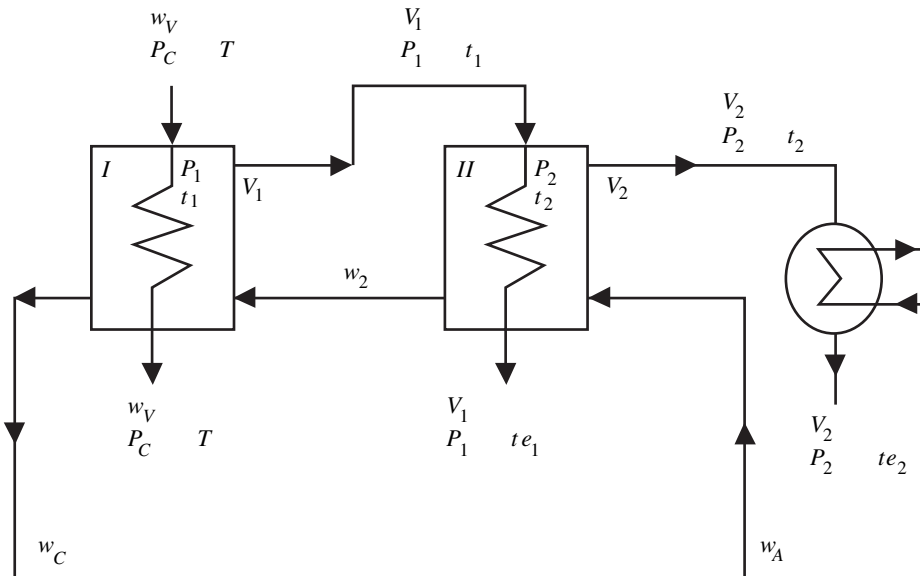 w_V
P_C T
V_1
P_1 t_1
V_2
P_2 t_2
I P_1
t_1
V_1
II P_2
t_2
V_2
w_2
w_V
P_C T
V_1
P_1 te_1
V_2
P_2 te_2
w_C
w_A